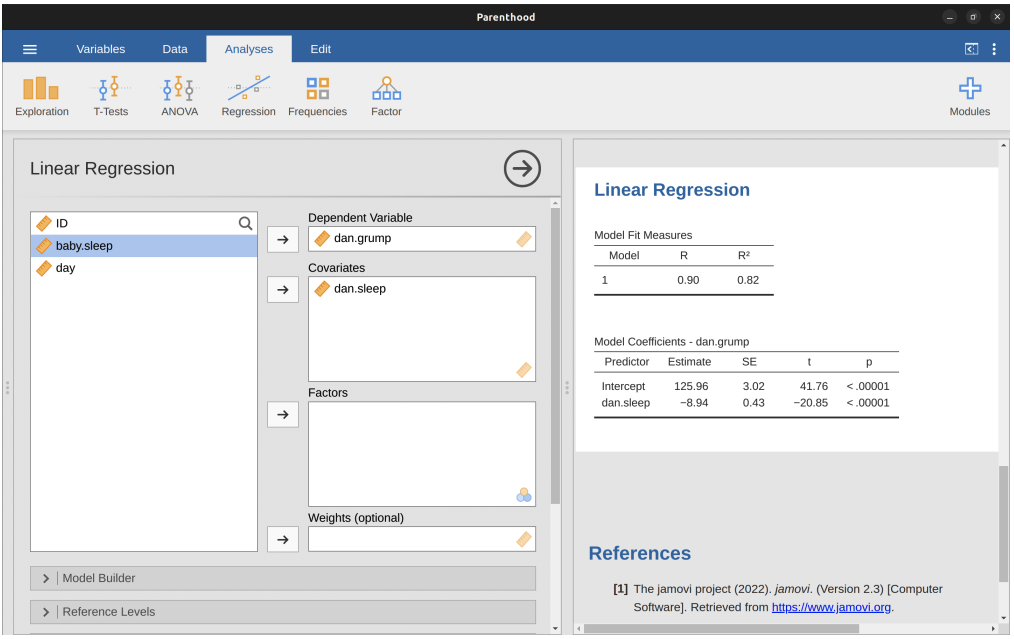 Parenthood
Variables Data Analyses Edit
Exploration T-Tests ANOVA Regression Frequencies Factor Modules
Linear Regression
ID
baby.sleep
day
Dependent Variable
dan.grump
Covariates
dan.sleep
Factors
Weights (optional)
Model Builder
Reference Levels
Linear Regression
Model Fit Measures
Model R R²
1 0.90 0.82
Model Coefficients - dan.grump
Predictor Estimate SE t p
Intercept 125.96 3.02 41.76 < .00001
dan.sleep −8.94 0.43 −20.85 < .00001
References
[1] The jamovi project (2022). jamovi. (Version 2.3) [Computer
Software]. Retrieved from https://www.jamovi.org.